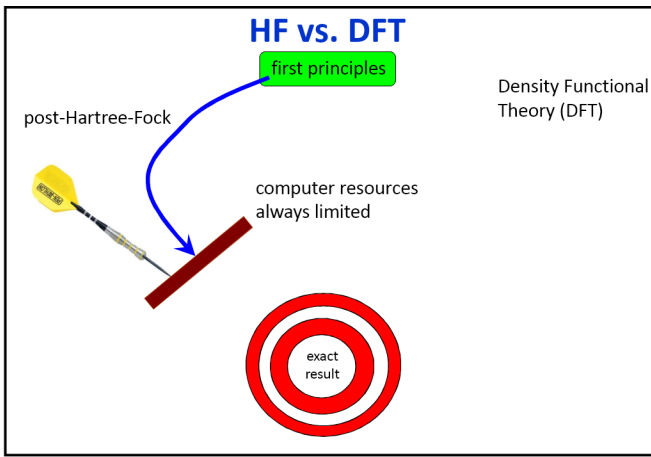 HF vs. DFT
first principles
Density Functional
Theory (DFT)
post-Hartree-Fock
computer resources
always limited
exact
result